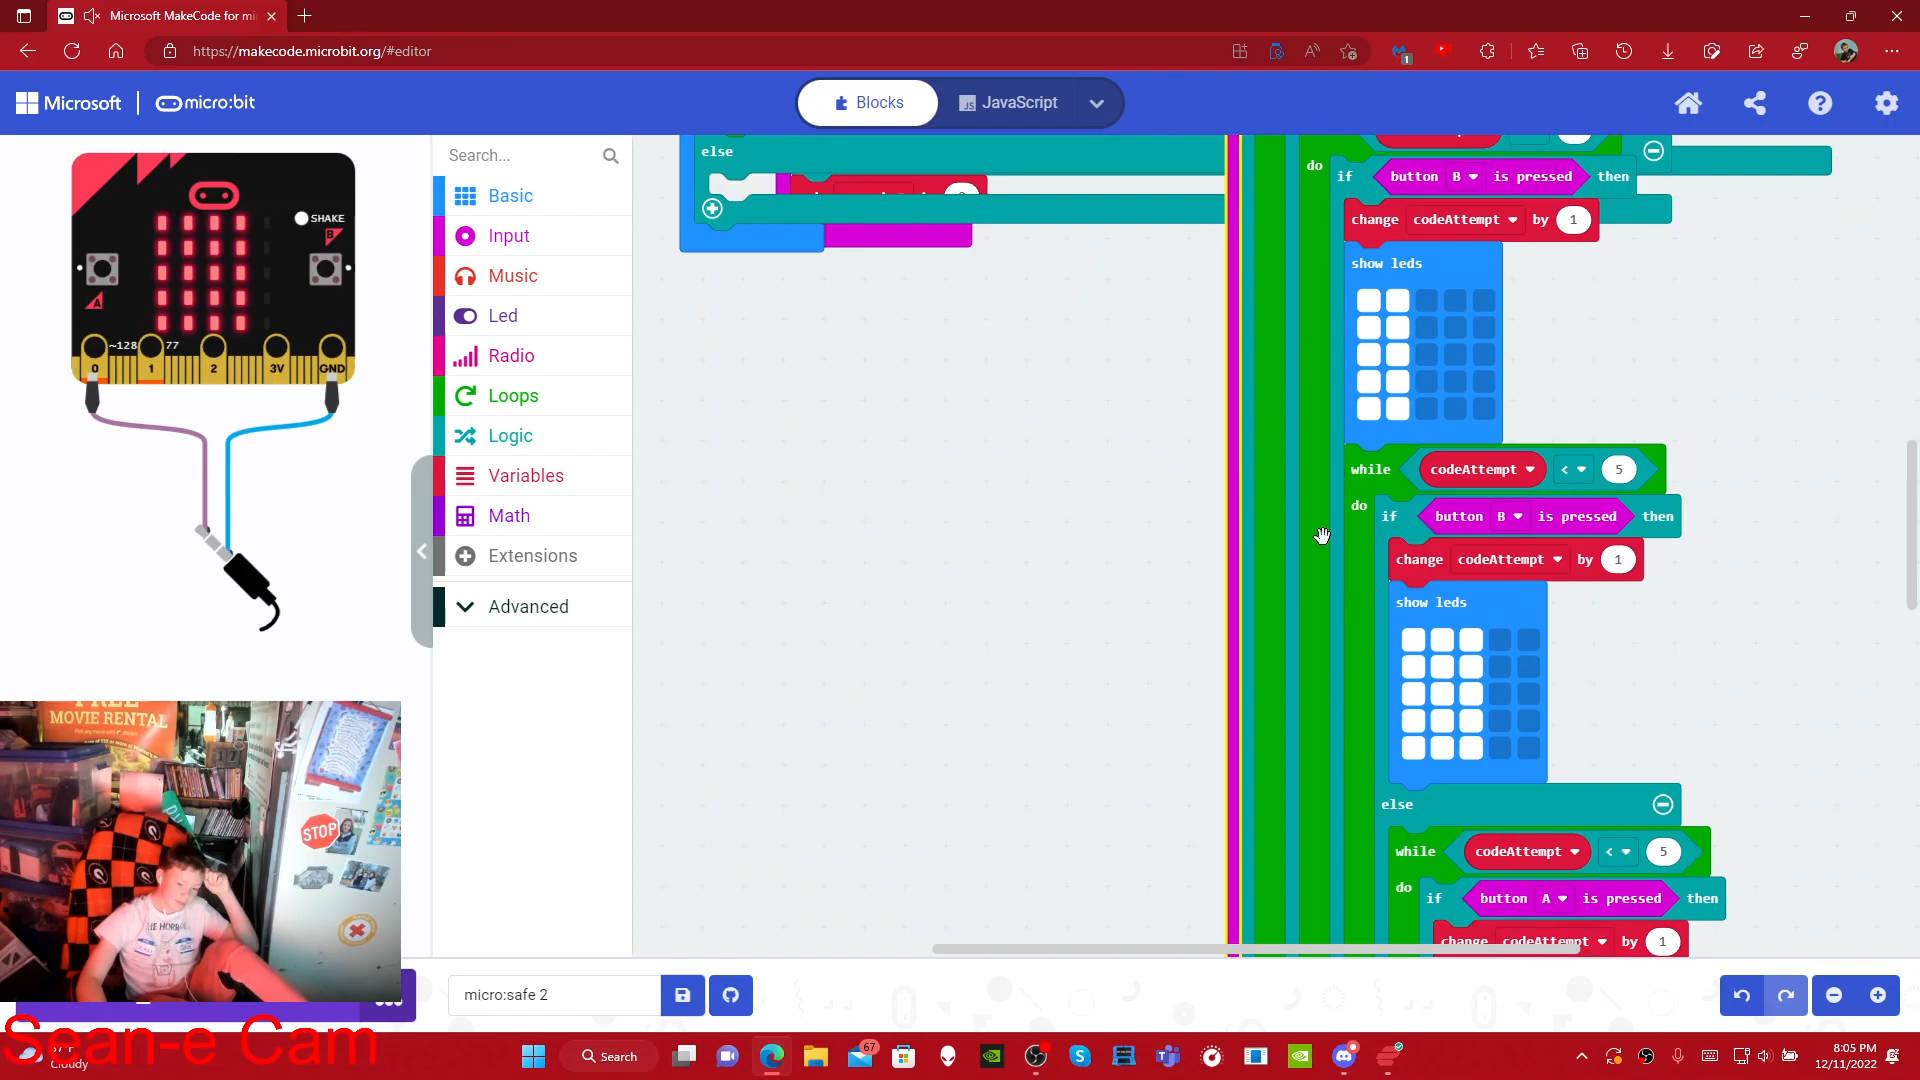 Microsoft MakeCode for mi
https://makecode.microbit.org/#editor
1
Microsoft
micro:bit
Blocks
JavaScript
SHAKE
B
A
~128
77
0
1
2
3V
GND
Search...
Basic
Input
Music
Led
Radio
Loops
Logic
Variables
Math
Extensions
Advanced
else
do
if button B is pressed then
change codeAttempt by 1
show leds
while codeAttempt < 5
do
if button B is pressed then
change codeAttempt by 1
show leds
else
while codeAttempt < 5
do
if button A is pressed then
change codeAttempt by 1
FREE
MOVIE RENTAL
STOP
Sean-e Cam
micro:safe 2
Cloudy
Search
67
8:05 PM
12/11/2022